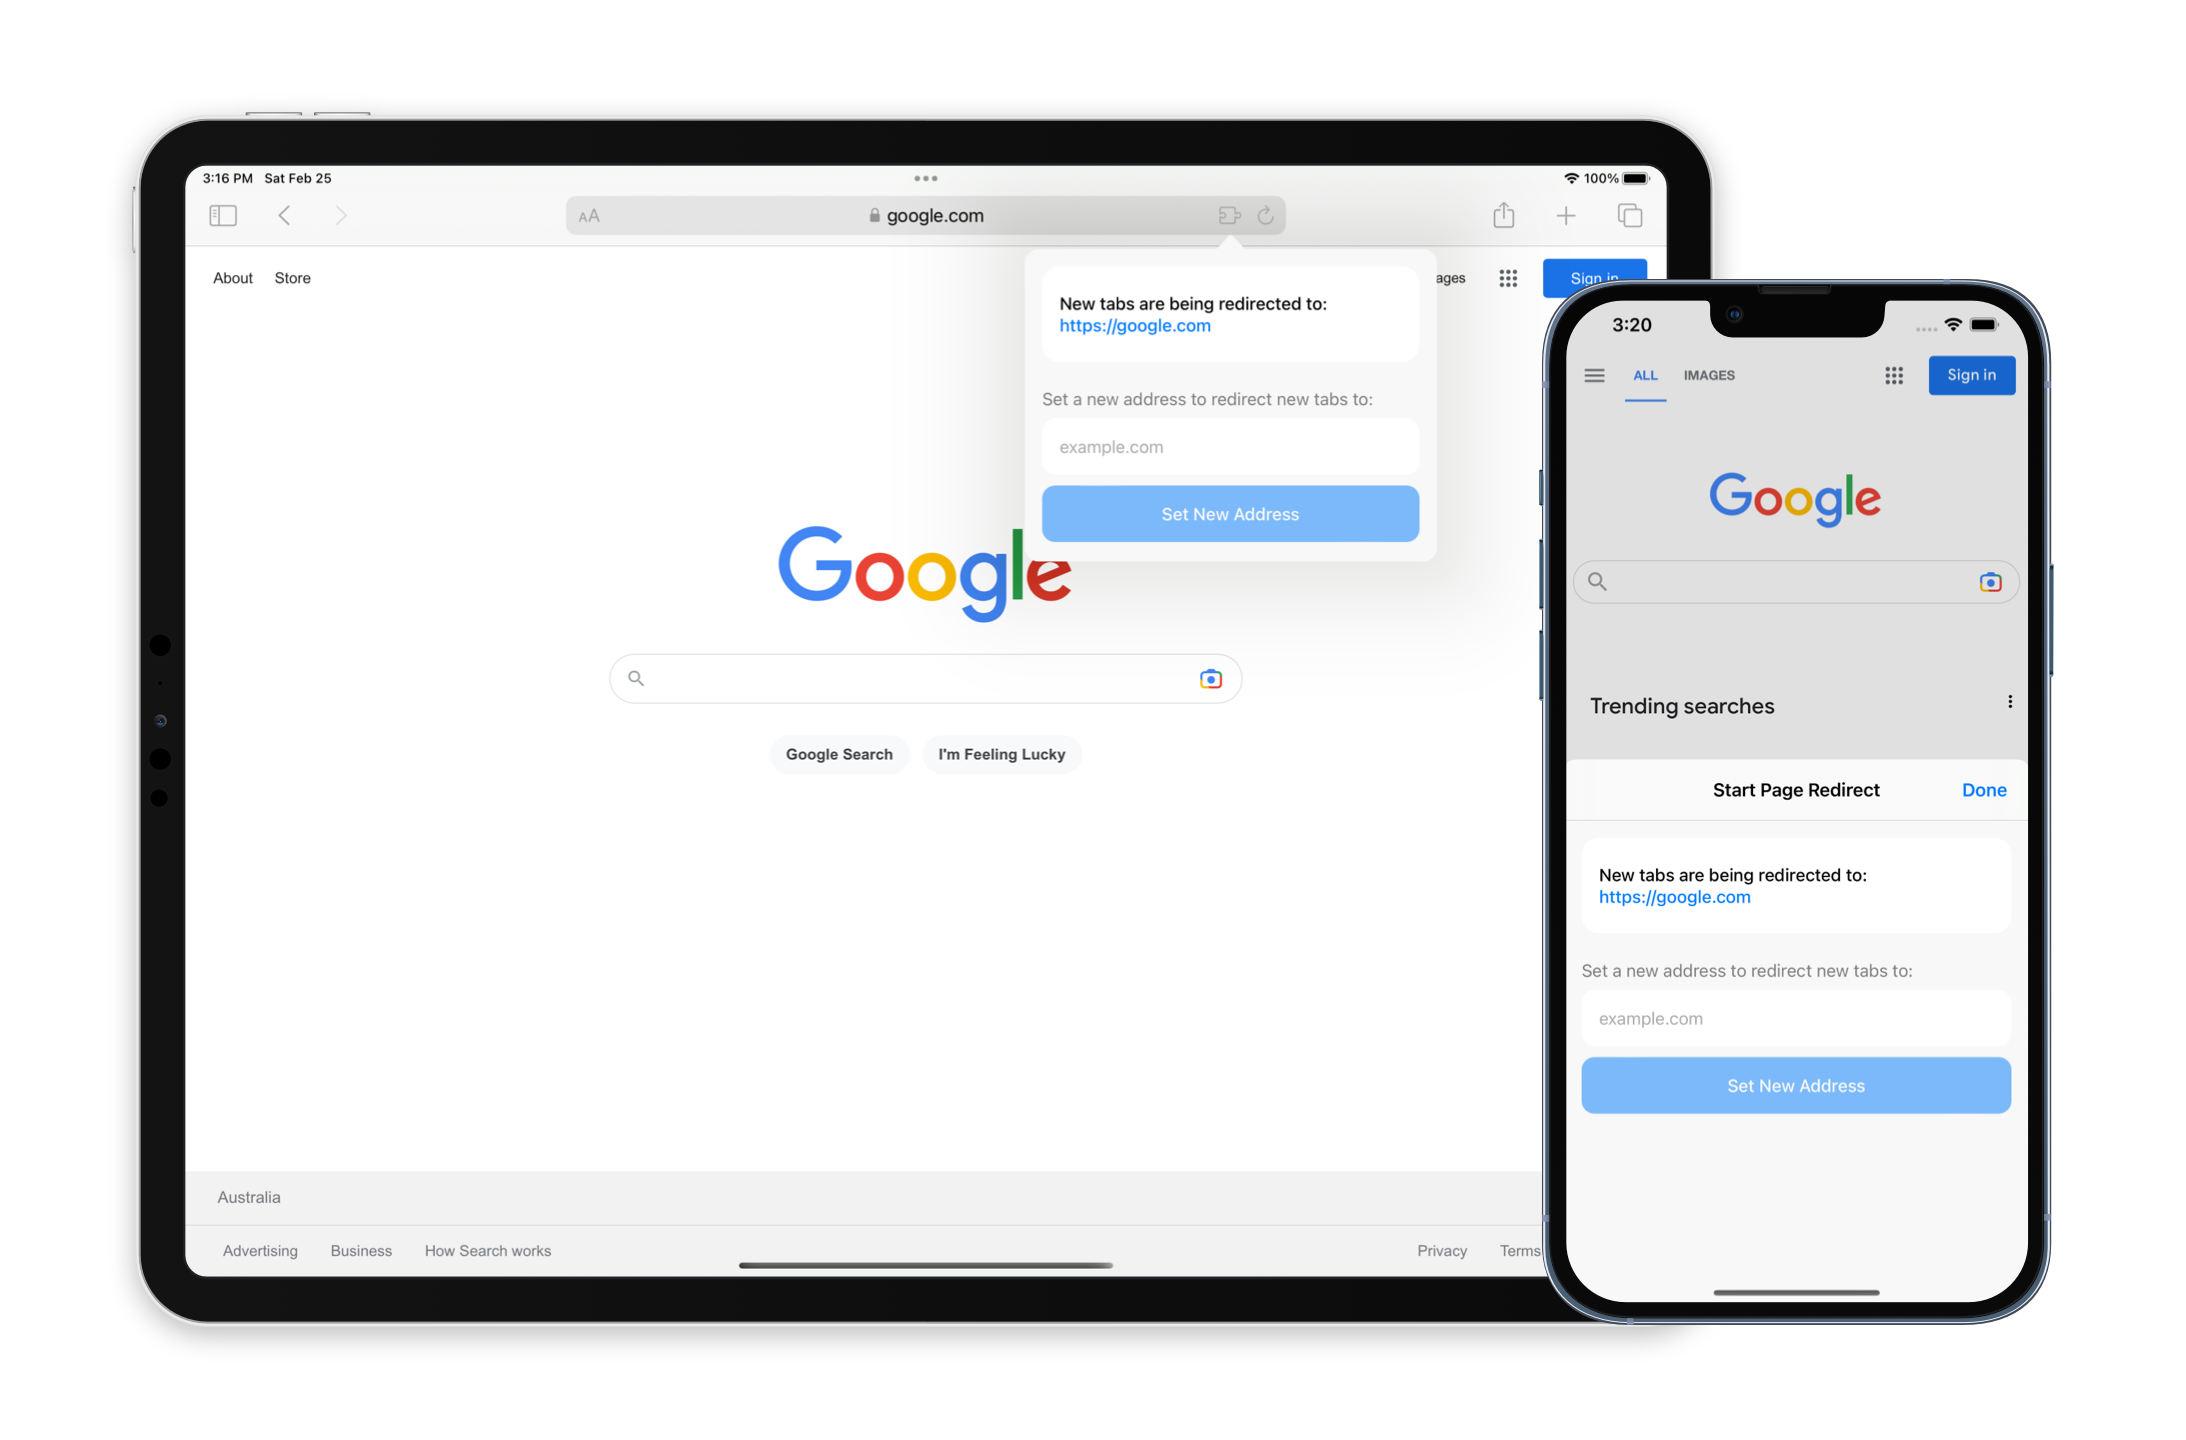 3:16 PM Sat Feb 25
100%
AA
google.com
About Store
ages
Sign in
New tabs are being redirected to:
https://google.com
Set a new address to redirect new tabs to:
example.com
Set New Address
Google
Google Search I'm Feeling Lucky
Australia
Advertising Business How Search works
Privacy Terms
3:20
ALL IMAGES
Sign in
Google
Trending searches
Start Page Redirect Done
New tabs are being redirected to:
https://google.com
Set a new address to redirect new tabs to:
example.com
Set New Address